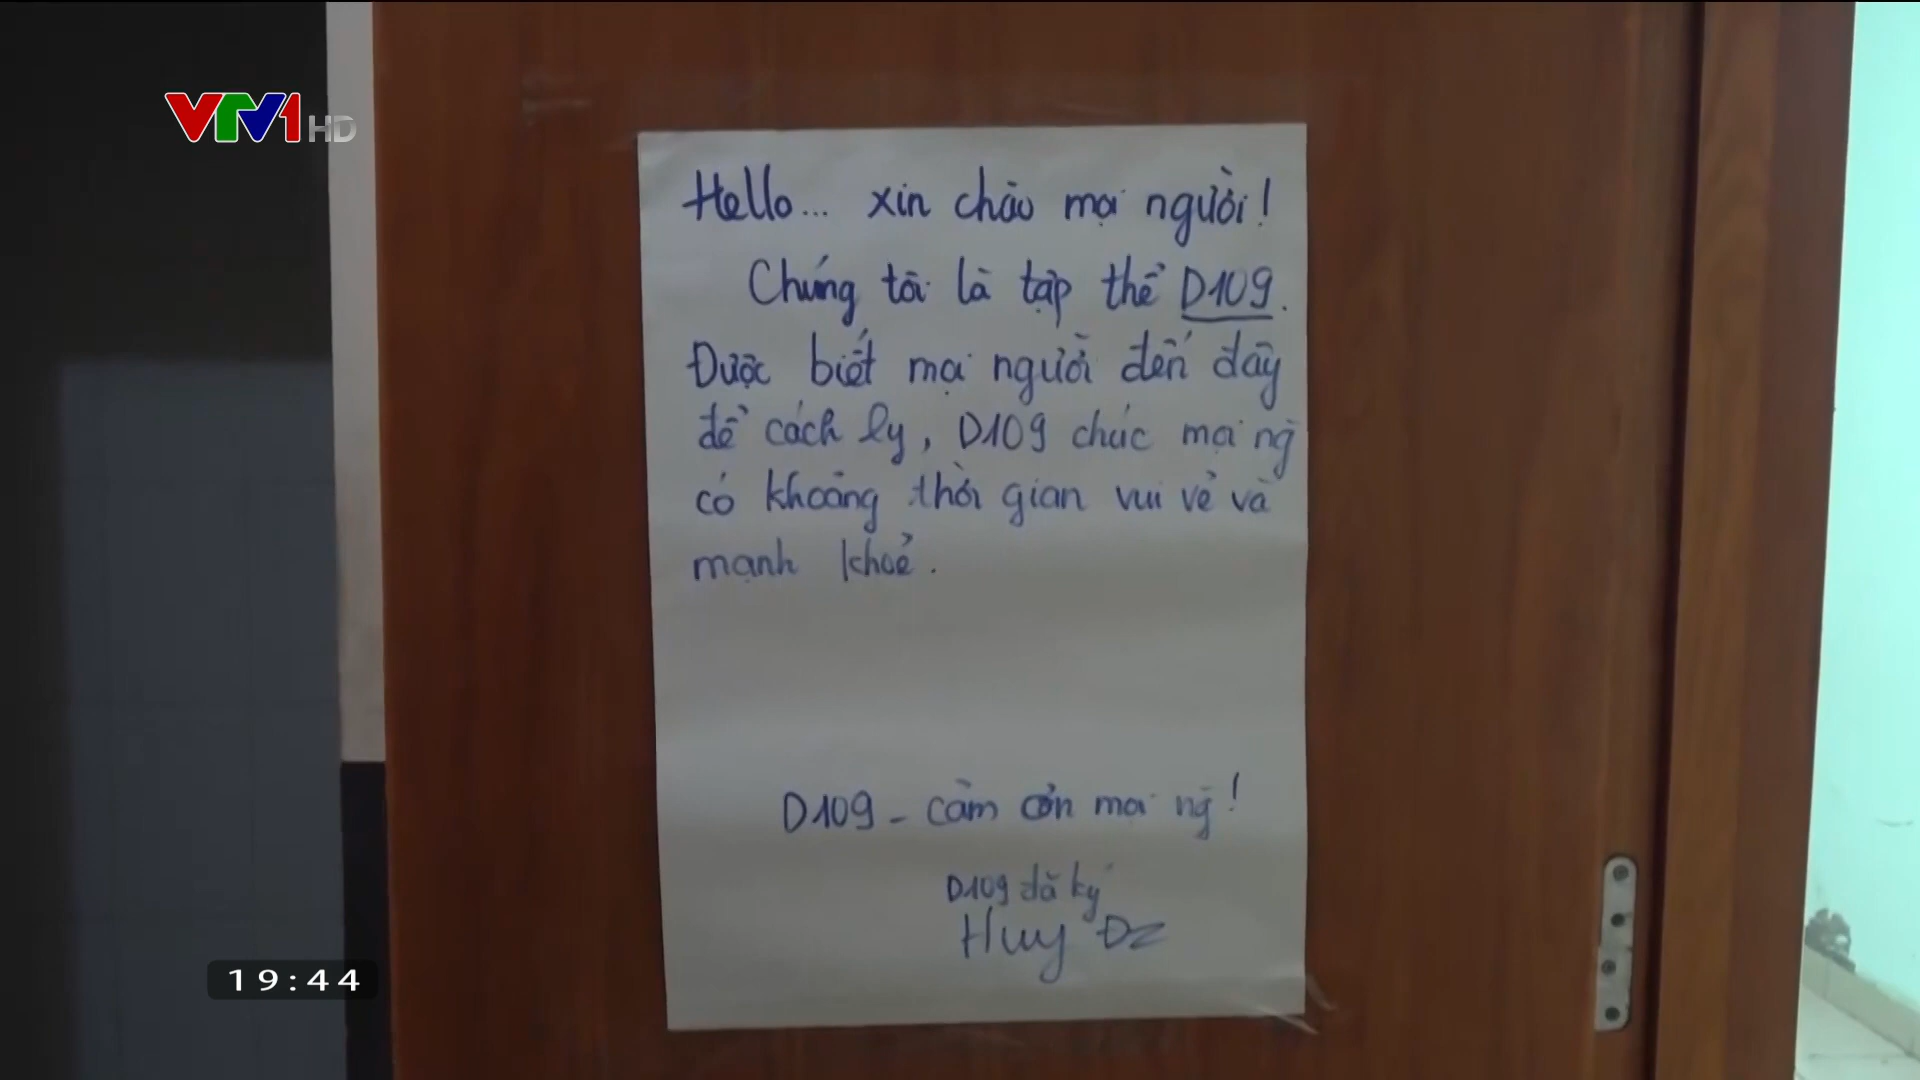 VTV1 HD
Hello... xin chào mọi người!
Chúng tôi là tập thể D109.
Được biết mọi người đến đây
để cách ly, D109 chúc mọi ng
có khoảng thời gian vui vẻ và
mạnh khoẻ.
D109 - cảm ơn mọi ng!
D109 đã ký
Huy Dz
19:44